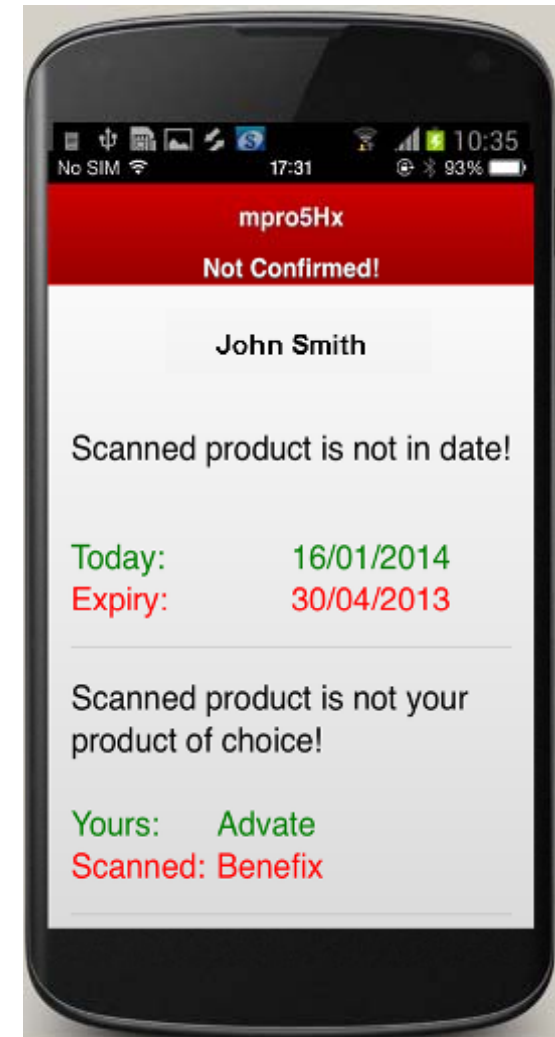 10:35
No SIM 17:31 93%
mpro5Hx
Not Confirmed!
John Smith
Scanned product is not in date!
Today: 16/01/2014
Expiry: 30/04/2013
Scanned product is not your
product of choice!
Yours: Advate
Scanned: Benefix